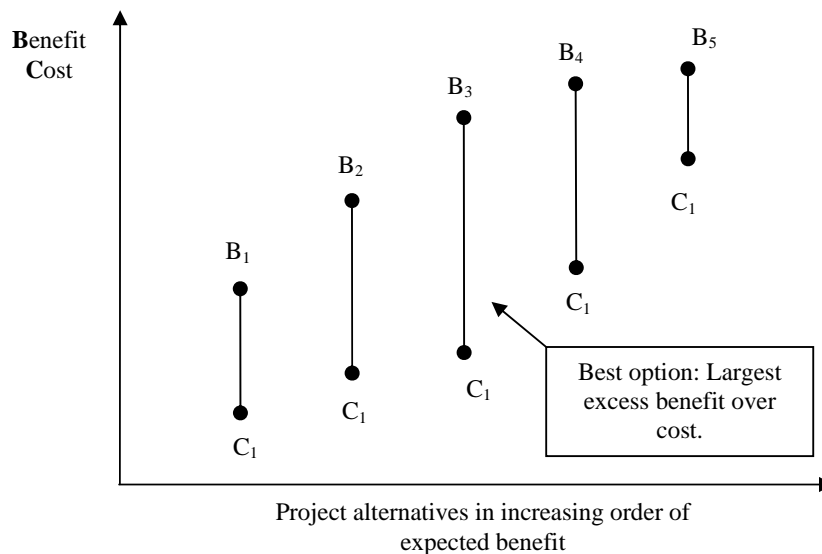 Benefit
Cost
B₅
B₄
B₃
B₂
B₁
C₁
C₁
C₁
C₁
C₁
Best option: Largest
excess benefit over
cost.
Project alternatives in increasing order of
expected benefit